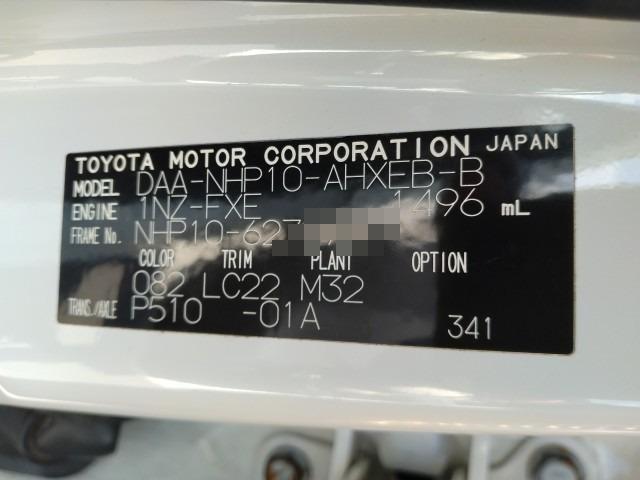 TOYOTA MOTOR CORPORATION JAPAN
MODEL DAA-NHP10-AHXEB-B
ENGINE 1NZ-FXE 1496 mL
FRAME No. NHP10-627
COLOR TRIM PLANT OPTION
082 LC22 M32
TRANS./AXLE P510 -01A
341